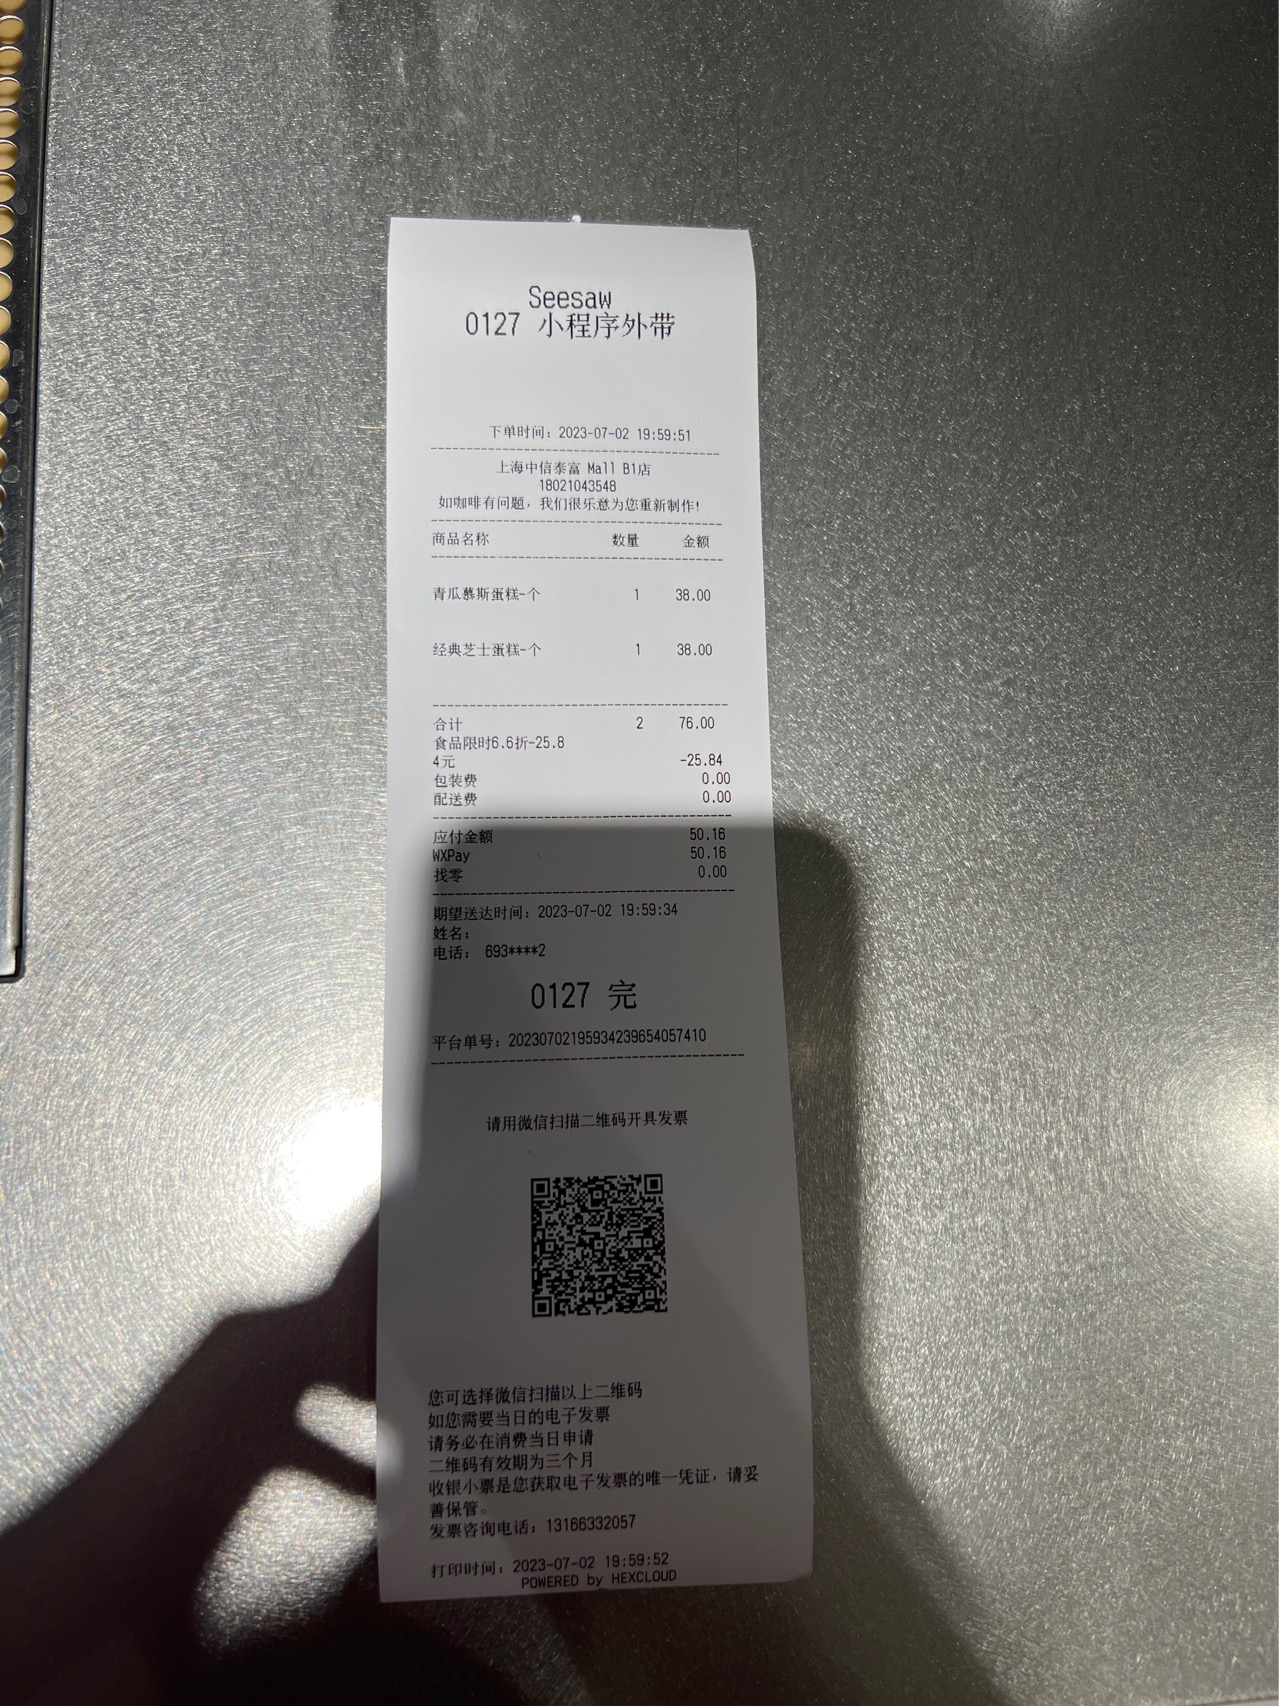 Seesaw
0127 小程序外带
下单时间：2023-07-02 19:59:51
上海中信泰富 Mall B1店
18021043548
如咖啡有问题，我们很乐意为您重新制作！
商品名称 数量 金额
青瓜慕斯蛋糕-个 1 38.00
经典芝士蛋糕-个 1 38.00
合计 2 76.00
食品限时6.6折-25.8
4元 -25.84
包装费 0.00
配送费 0.00
应付金额 50.16
WXPay 50.16
找零 0.00
期望送达时间：2023-07-02 19:59:34
姓名：
电话： 693****2
0127 完
平台单号：20230702195934239654057410
请用微信扫描二维码开具发票
您可选择微信扫描以上二维码
如您需要当日的电子发票
请务必在消费当日申请
二维码有效期为三个月
收银小票是您获取电子发票的唯一凭证，请妥
善保管。
发票咨询电话：13166332057
打印时间：2023-07-02 19:59:52
POWERED by HEXCLOUD